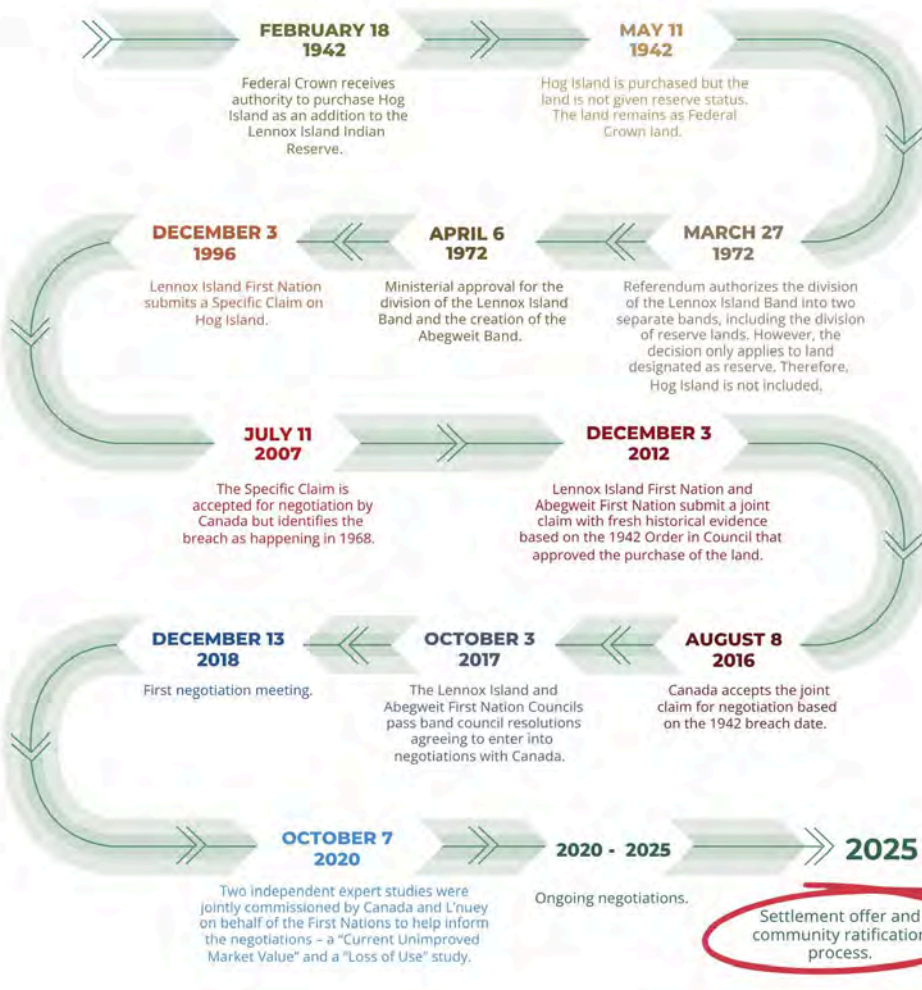 FEBRUARY 18
1942
Federal Crown receives
authority to purchase Hog
Island as an addition to the
Lennox Island Indian
Reserve.
MAY 11
1942
Hog Island is purchased but the
land is not given reserve status.
The land remains as Federal
Crown land.
MARCH 27
1972
Referendum authorizes the division
of the Lennox Island Band into two
separate bands, including the division
of reserve lands. However, the
decision only applies to land
designated as reserve. Therefore,
Hog Island is not included.
APRIL 6
1972
Ministerial approval for the
division of the Lennox Island
Band and the creation of the
Abegweit Band.
DECEMBER 3
1996
Lennox Island First Nation
submits a Specific Claim on
Hog Island.
JULY 11
2007
The Specific Claim is
accepted for negotiation by
Canada but identifies the
breach as happening in 1968.
DECEMBER 3
2012
Lennox Island First Nation and
Abegweit First Nation submit a joint
claim with fresh historical evidence
based on the 1942 Order in Council that
approved the purchase of the land.
AUGUST 8
2016
Canada accepts the joint
claim for negotiation based
on the 1942 breach date.
OCTOBER 3
2017
The Lennox Island and
Abegweit First Nation Councils
pass band council resolutions
agreeing to enter into
negotiations with Canada.
DECEMBER 13
2018
First negotiation meeting.
OCTOBER 7
2020
Two independent expert studies were
jointly commissioned by Canada and L'nuey
on behalf of the First Nations to help inform
the negotiations – a "Current Unimproved
Market Value" and a "Loss of Use" study.
2020 - 2025
Ongoing negotiations.
2025
Settlement offer and
community ratification
process.